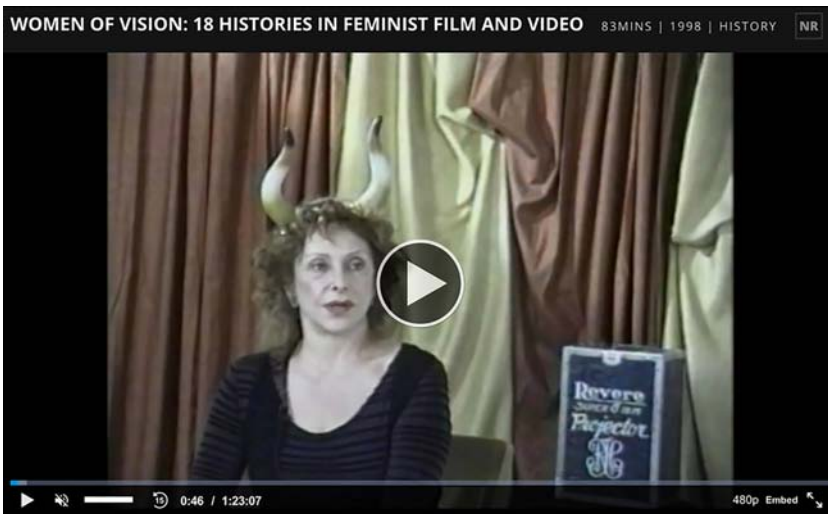 WOMEN OF VISION: 18 HISTORIES IN FEMINIST FILM AND VIDEO 83MINS | 1998 | HISTORY NR
Revere
Projector
15 0:46 / 1:23:07 480p Embed